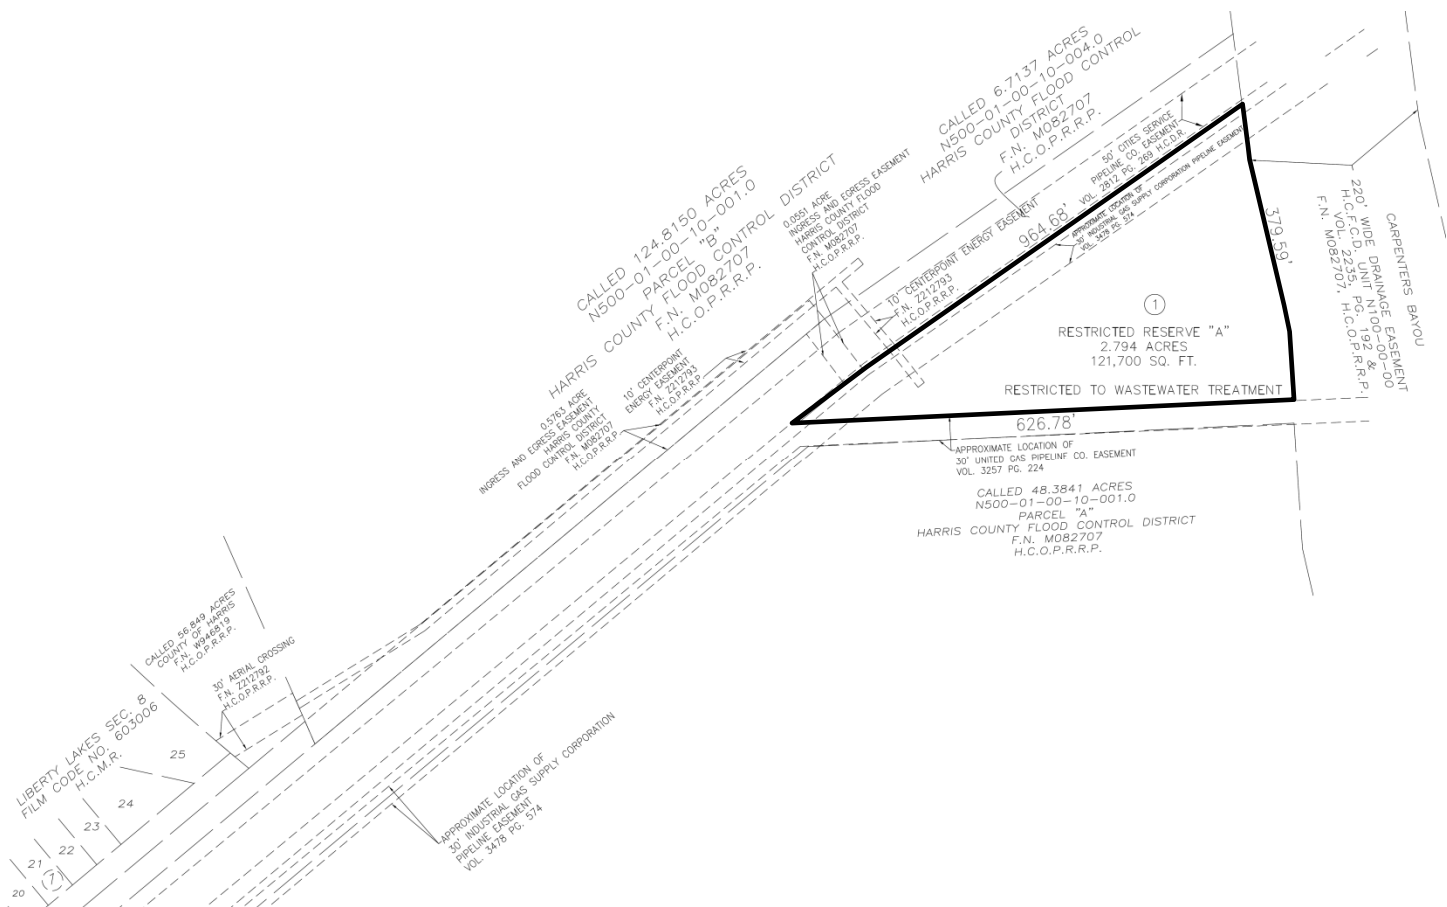 CALLED 6.7137 ACRES
N500-01-00-10-004.0
HARRIS COUNTY FLOOD CONTROL
DISTRICT
F.N. M082707
H.C.O.P.R.R.P.
CALLED 124.8150 ACRES
N500-01-00-10-001.0
PARCEL "B"
HARRIS COUNTY FLOOD CONTROL DISTRICT
F.N. M082707
H.C.O.P.R.R.P.
0.0551 ACRE
INGRESS AND EGRESS EASEMENT
HARRIS COUNTY FLOOD
CONTROL DISTRICT
F.N. M082707
H.C.O.P.R.R.P.
50' CITIES SERVICE
PIPELINE CO. EASEMENT
VOL. 2812 PG. 269 H.C.D.R.
APPROXIMATE LOCATION OF
30' INDUSTRIAL GAS SUPPLY CORPORATION PIPELINE EASEMENT
VOL. 3478 PG. 574
964.68'
379.59'
10' CENTERPOINT ENERGY EASEMENT
F.N. Z212793
H.C.O.P.R.R.P.
CARPENTERS BAYOU
220' WIDE DRAINAGE EASEMENT
H.C.F.C.D. UNIT N100-00-00
VOL. 2235, PG. 192 &
F.N. M082707, H.C.O.P.R.R.P.
1
RESTRICTED RESERVE "A"
2.794 ACRES
121,700 SQ. FT.
RESTRICTED TO WASTEWATER TREATMENT
626.78'
10' CENTERPOINT
ENERGY EASEMENT
F.N. Z212793
H.C.O.P.R.R.P.
0.5763 ACRE
INGRESS AND EGRESS EASEMENT
HARRIS COUNTY
FLOOD CONTROL DISTRICT
F.N. M082707
H.C.O.P.R.R.P.
APPROXIMATE LOCATION OF
30' UNITED GAS PIPELINE CO. EASEMENT
VOL. 3257 PG. 224
CALLED 48.3841 ACRES
N500-01-00-10-001.0
PARCEL "A"
HARRIS COUNTY FLOOD CONTROL DISTRICT
F.N. M082707
H.C.O.P.R.R.P.
CALLED 56.849 ACRES
COUNTY OF HARRIS
F.N. W946819
H.C.O.P.R.R.P.
30' AERIAL CROSSING
F.N. Z212792
H.C.O.P.R.R.P.
LIBERTY LAKES SEC. 8
FILM CODE NO. 603006
H.C.M.R.
25
24
23
22
21
20
7
APPROXIMATE LOCATION OF
30' INDUSTRIAL GAS SUPPLY CORPORATION
PIPELINE EASEMENT
VOL. 3478 PG. 574